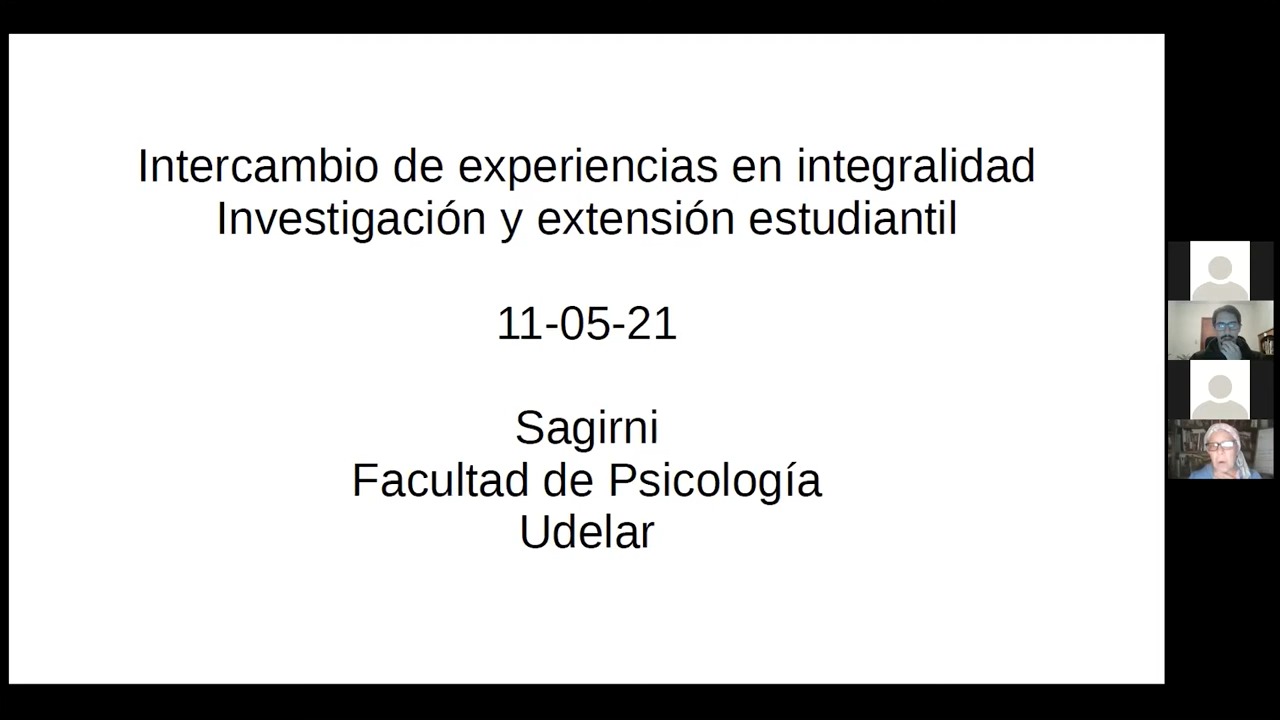 Intercambio de experiencias en integralidad
Investigación y extensión estudiantil
11-05-21
Sagirni
Facultad de Psicología
Udelar